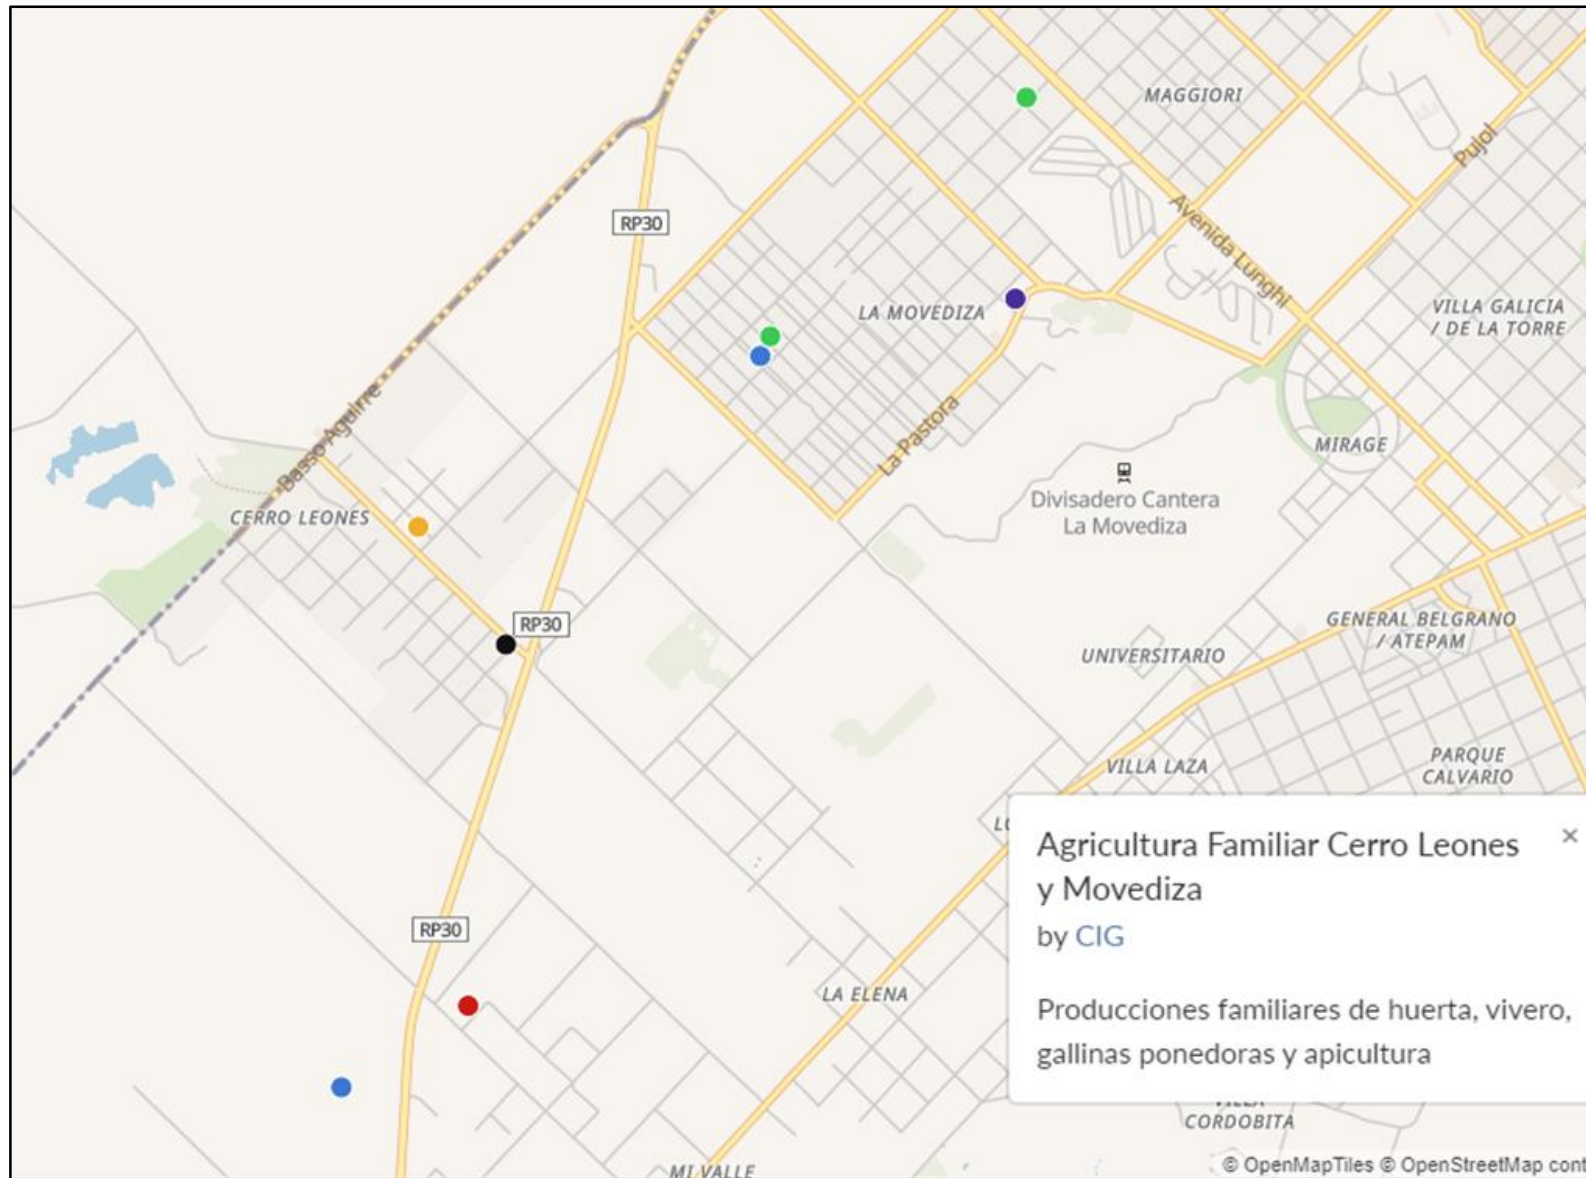 MAGGIORI
Pujol
RP30
Avenida Lunghi
LA MOVEDIZA
VILLA GALICIA
/ DE LA TORRE
Basso Aguirre
La Pastora
MIRAGE
Divisadero Cantera
La Movediza
CERRO LEONES
RP30
GENERAL BELGRANO
/ ATEPAM
UNIVERSITARIO
PARQUE
CALVARIO
VILLA LAZA
Agricultura Familiar Cerro Leones
y Movediza
by CIG
Producciones familiares de huerta, vivero,
gallinas ponedoras y apicultura
×
RP30
LA ELENA
VILLA
CORDOBITA
MI VALLE
© OpenMapTiles © OpenStreetMap cont